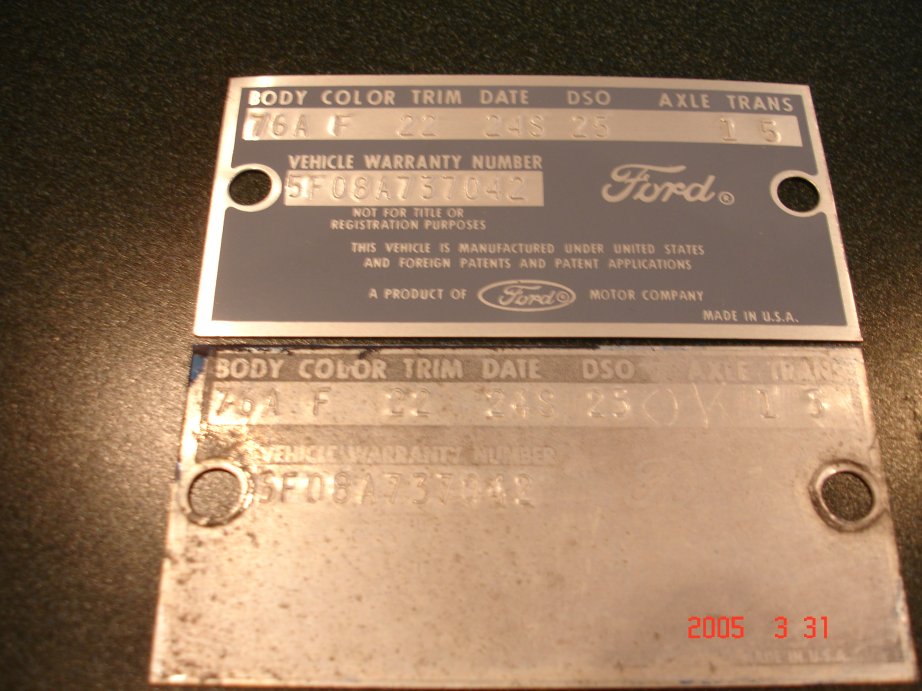 BODY COLOR TRIM DATE DSO AXLE TRANS
76A F 22 24S 25 1 5
VEHICLE WARRANTY NUMBER
5F08A737042
Ford®
NOT FOR TITLE OR
REGISTRATION PURPOSES
THIS VEHICLE IS MANUFACTURED UNDER UNITED STATES
AND FOREIGN PATENTS AND PATENT APPLICATIONS
A PRODUCT OF Ford® MOTOR COMPANY
MADE IN U.S.A.
BODY COLOR TRIM DATE DSO AXLE TRANS
76A F 22 24S 25 1 5
VEHICLE WARRANTY NUMBER
5F08A737042
2005 3 31
MADE IN U.S.A.